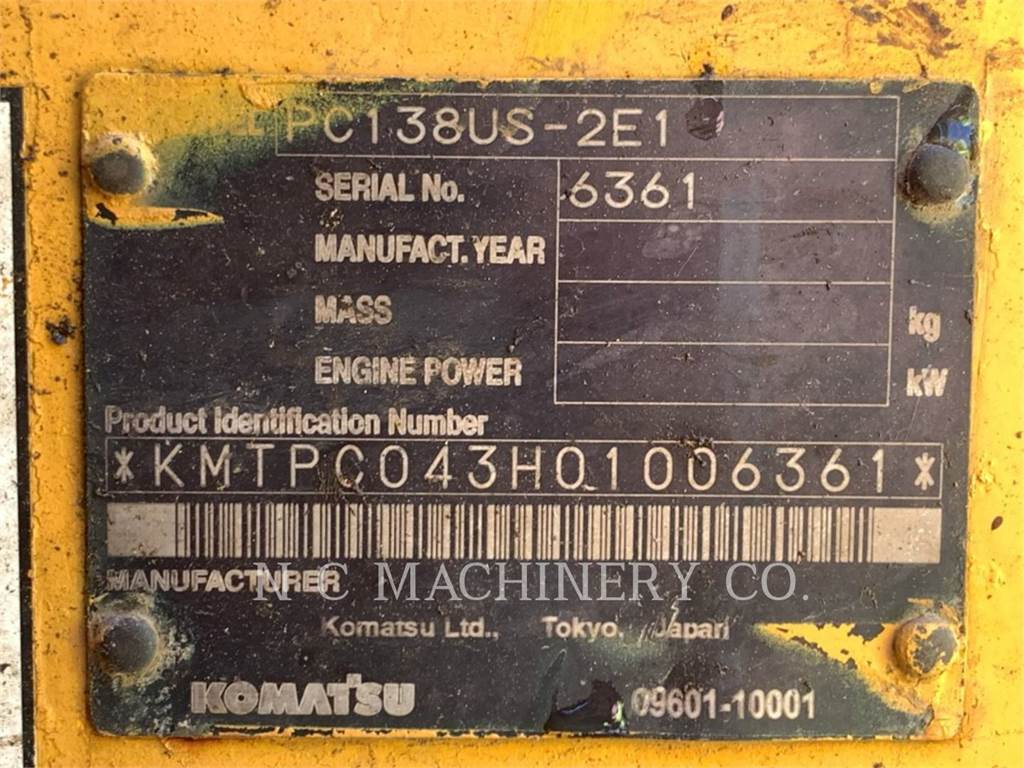 PC138US-2E1
SERIAL No. 6361
MANUFACT. YEAR
MASS kg
ENGINE POWER kW
Product Identification Number
*KMTPC043H01006361*
MANUFACTURER
N C MACHINERY CO.
Komatsu Ltd., Tokyo, Japan
KOMATSU 09601-10001